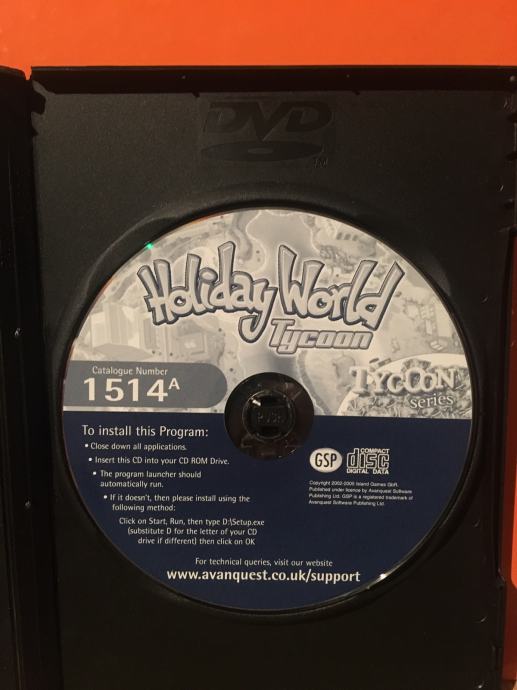 DVD
TM
Holiday World
Tycoon
Catalogue Number
1514A
TYCOON
series
To install this Program:
• Close down all applications.
• Insert this CD into your CD ROM Drive.
• The program launcher should
automatically run.
• If it doesn't, then please install using the
following method:
Click on Start, Run, then type D:\Setup.exe
(substitute D for the letter of your CD
drive if different) then click on OK
GSP
COMPACT
disc
DIGITAL DATA
Copyright 2002-2005 Island Games GbR.
Published under licence by Avanquest Software
Publishing Ltd. GSP is a registered trademark of
Avanquest Software Publishing Ltd.
For technical queries, visit our website
www.avanquest.co.uk/support